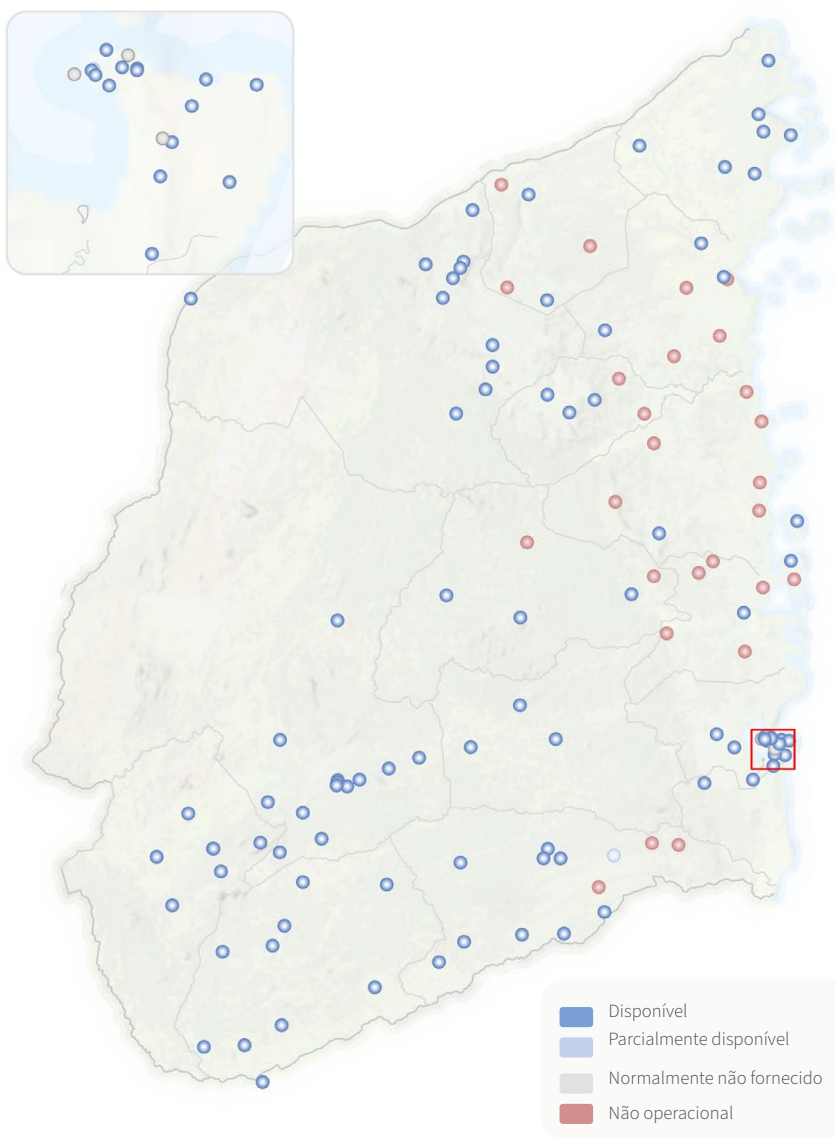 Disponível
Parcialmente disponível
Normalmente não fornecido
Não operacional